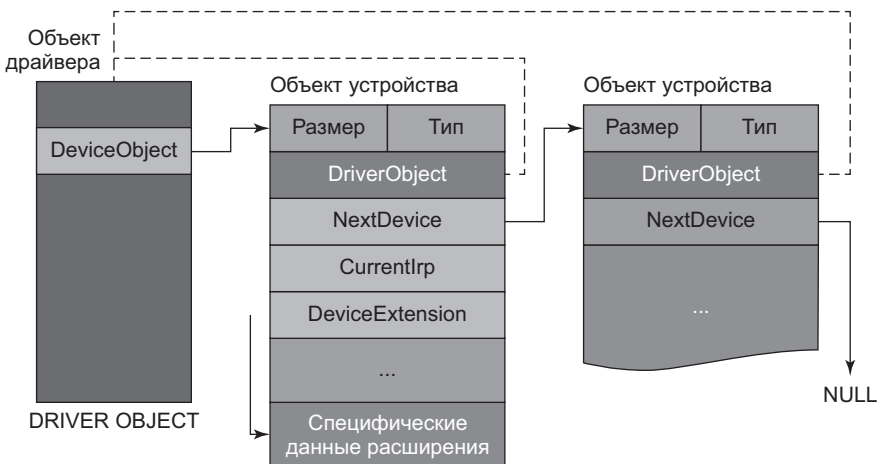 Объект
драйвера
DeviceObject
DRIVER OBJECT
Объект устройства
Размер
Тип
DriverObject
NextDevice
CurrentIrp
DeviceExtension
...
Специфические
данные расширения
Объект устройства
Размер
Тип
DriverObject
NextDevice
...
NULL